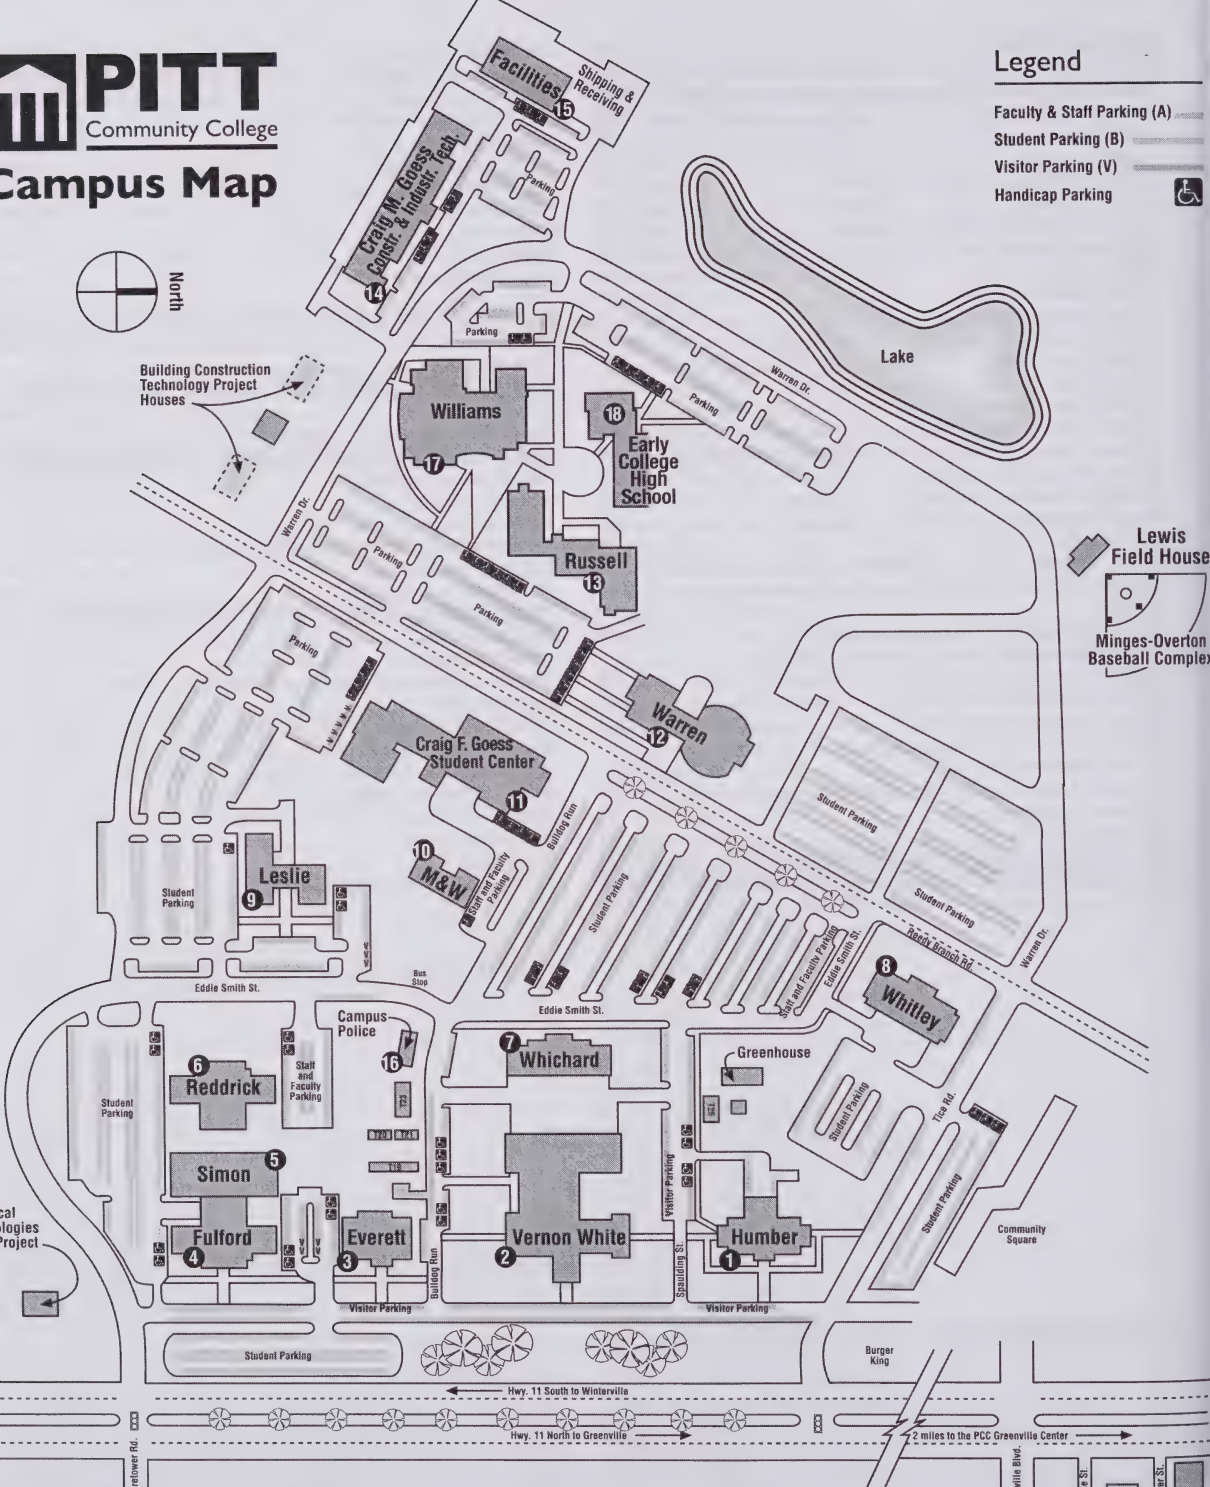 PITT
Community College
Campus Map
Legend
Faculty & Staff Parking (A)
Student Parking (B)
Visitor Parking (V)
Handicap Parking
North
Facilities
15
Shipping &
Receiving
Craig M. Goess
Constr. & Industr. Tech.
14
Parking
Parking
Building Construction
Technology Project
Houses
Williams
17
18
Early
College
High
School
Parking
Warren Dr.
Lake
Warren Dr.
Parking
Russell
13
Parking
Lewis
Field House
Minges-Overton
Baseball Complex
Parking
V V V V V
Warren
12
Craig F. Goess
Student Center
11
Bulldog Run
10
M&W
Staff and Faculty
Parking
Student Parking
Student Parking
Student Parking
Leslie
9
Student
Parking
V V V
Reedy Branch Rd.
Warren Dr.
Staff and Faculty Parking
Eddie Smith St.
8
Whitley
Eddie Smith St.
Bus
Stop
Eddie Smith St.
Campus
Police
16
7
Whichard
Greenhouse
6
Reddrick
Staff
and
Faculty
Parking
T23
T20
T21
T19
Student
Parking
Student Parking
Tice Rd.
5
Simon
Visitor Parking
Student Parking
Community
Square
Fulford
4
V V
V V
Everett
3
Bulldog Run
Vernon White
2
Spaulding St.
Humber
1
Visitor Parking
Visitor Parking
Student Parking
Burger
King
Hwy. 11 South to Winterville
Hwy. 11 North to Greenville
2 miles to the PCC Greenville Center